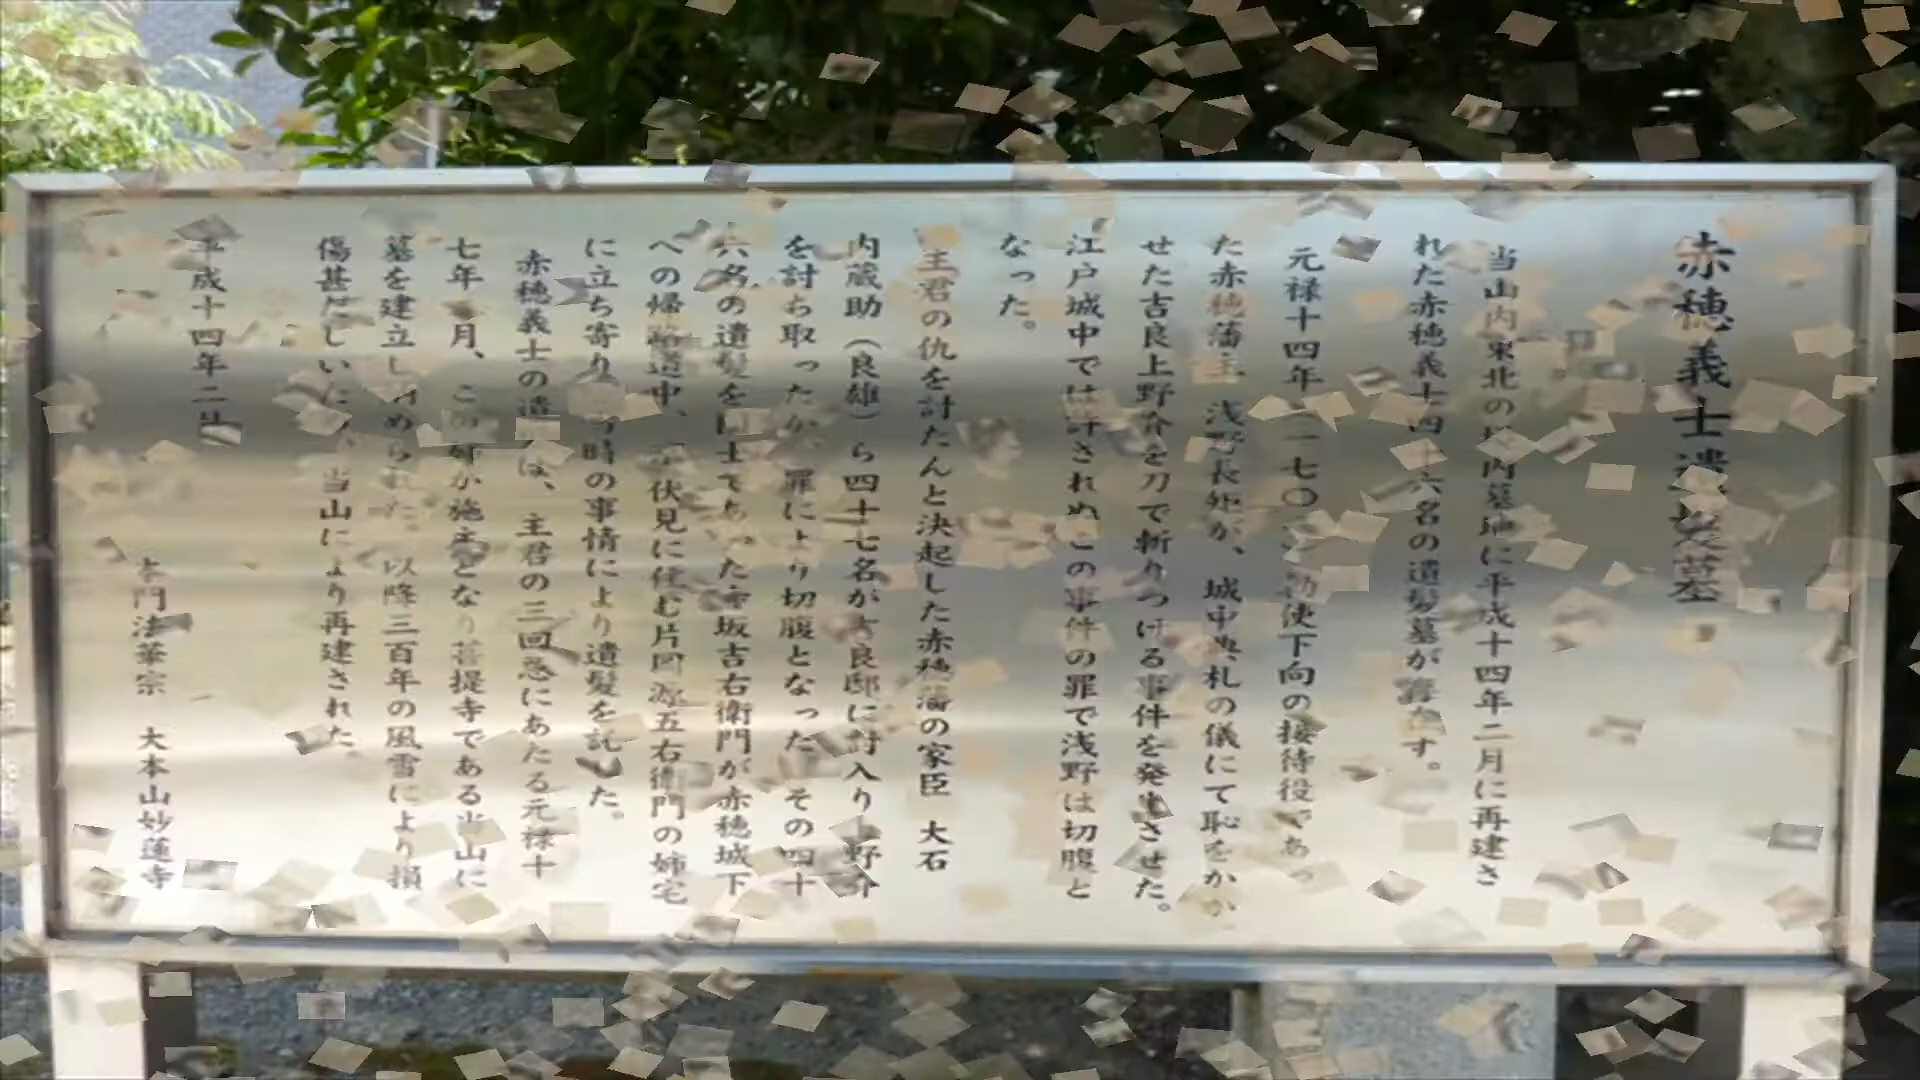 赤穂義士遺髪墓
当山内東北の 内墓地に平成十四年二月に再建さ
れた赤穂義士四十六名の遺髪墓が す。
元禄十四年 一七〇 勅使下向の接待役であっ
た赤穂藩主 浅野長矩が、城中典礼の儀にて恥をかか
せた吉良上野介を刀で斬りつける事件を発生させた。
江戸城中では許されぬこの事件の罪で浅野は切腹と
なった。
主君の仇を討たんと決起した赤穂藩の家臣 大石
内蔵助（良雄）ら四十七名が吉良邸に討入り上野介
を討ち取ったが、罪により切腹となった その四十
六名の遺髪を同士であった寺坂吉右衛門が赤穂城下
への帰路道中、 伏見に住む片岡源五右衛門の姉宅
に立ち寄り 当時の事情により遺髪を託した。
赤穂義士の遺 は、主君の三回忌にあたる元禄十
七年 月、この姉が施主となり菩提寺である当山に
墓を建立し められた。以降三百年の風雪により損
傷甚だしいため、当山により再建された。
平成十四年二月
本門法華宗 大本山妙蓮寺